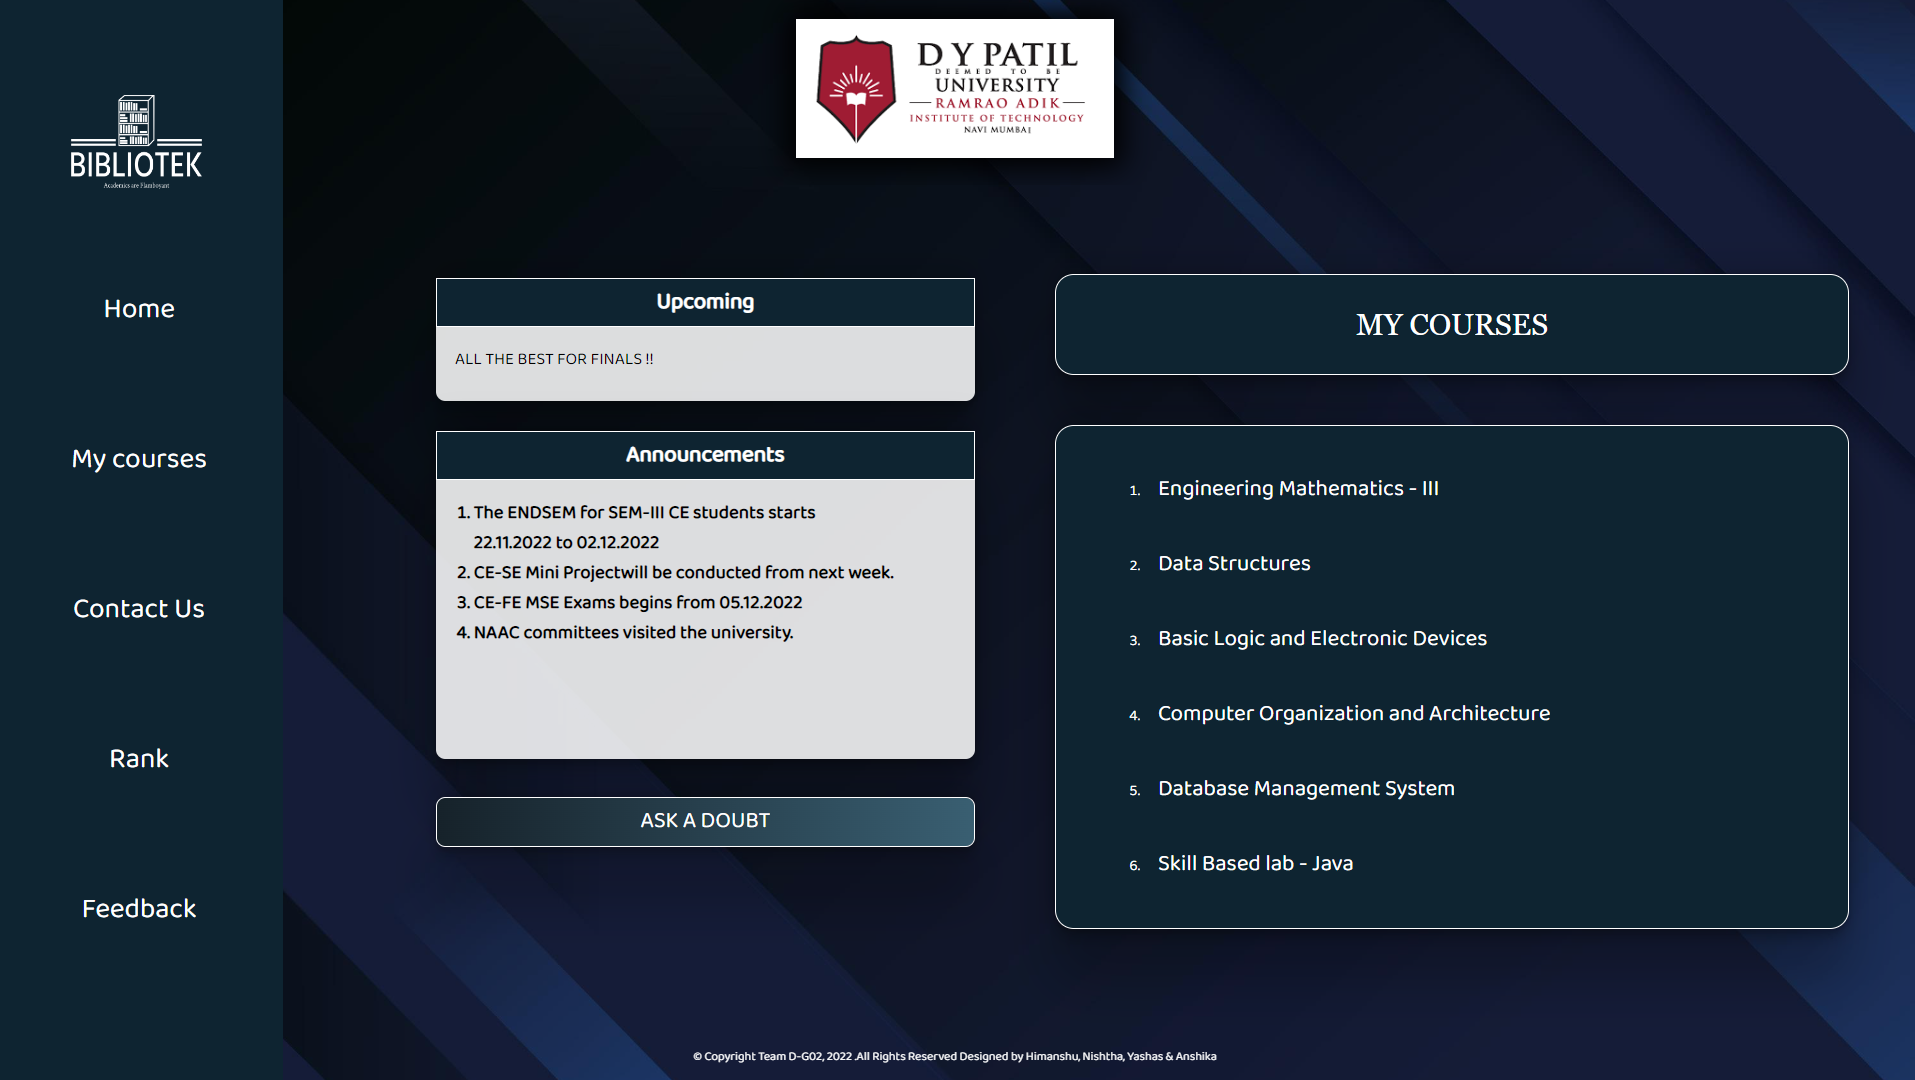 D Y PATIL
DEEMED TO BE
UNIVERSITY
RAMRAO ADIK
INSTITUTE OF TECHNOLOGY
NAVI MUMBAI
BIBLIOTEK
Academics are Flamboyant
Home
My courses
Contact Us
Rank
Feedback
Upcoming
ALL THE BEST FOR FINALS !!
Announcements
1. The ENDSEM for SEM-III CE students starts
22.11.2022 to 02.12.2022
2. CE-SE Mini Projectwill be conducted from next week.
3. CE-FE MSE Exams begins from 05.12.2022
4. NAAC committees visited the university.
ASK A DOUBT
MY COURSES
1. Engineering Mathematics - III
2. Data Structures
3. Basic Logic and Electronic Devices
4. Computer Organization and Architecture
5. Database Management System
6. Skill Based lab - Java
© Copyright Team D-G02, 2022 .All Rights Reserved Designed by Himanshu, Nishtha, Yashas & Anshika